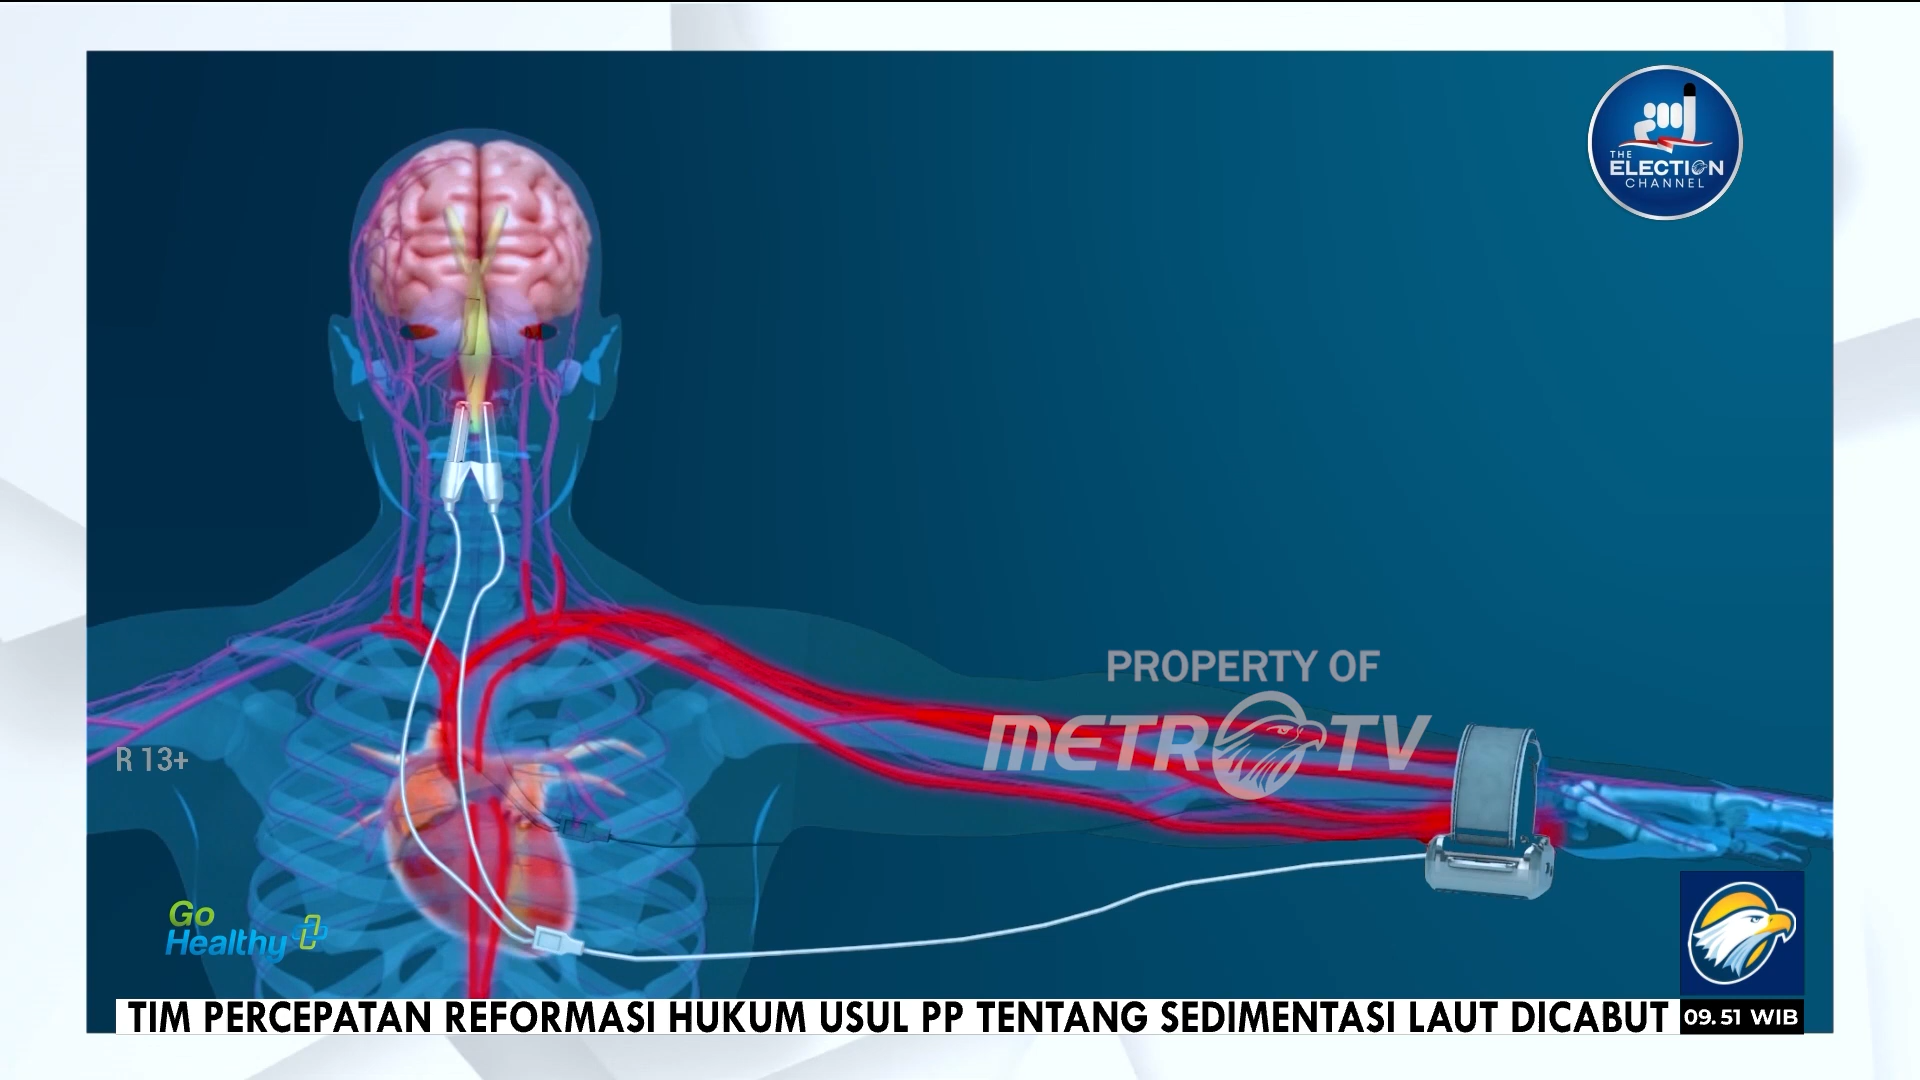 THE
ELECTION
CHANNEL
PROPERTY OF
METRO TV
R 13+
Go
Healthy
TIM PERCEPATAN REFORMASI HUKUM USUL PP TENTANG SEDIMENTASI LAUT DICABUT
09.51 WIB